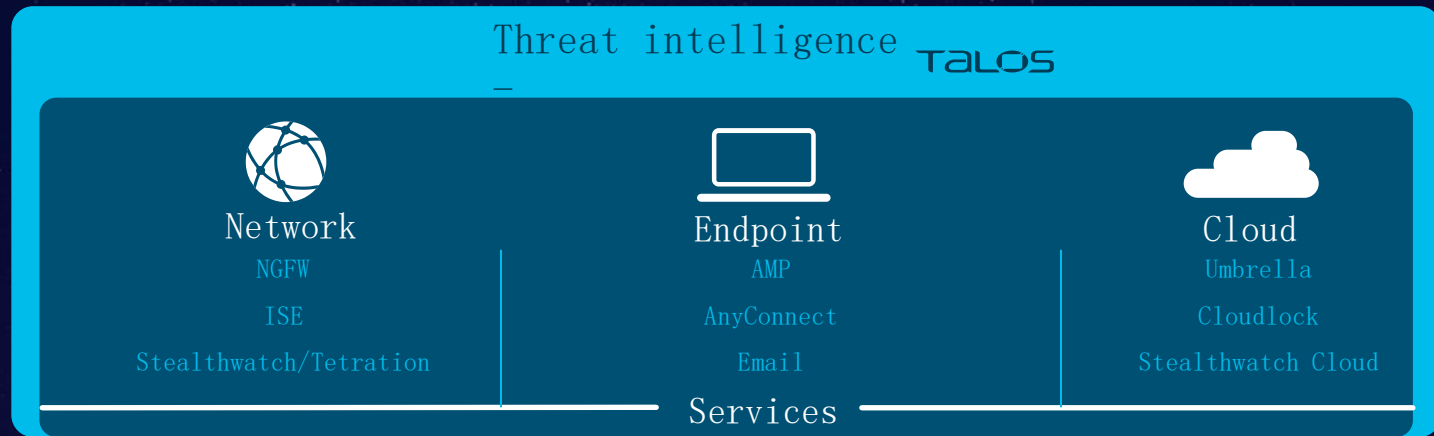 Threat intelligence –
TALOS
Network
NGFW
ISE
Stealthwatch/Tetration
Endpoint
AMP
AnyConnect
Email
Cloud
Umbrella
Cloudlock
Stealthwatch Cloud
Services